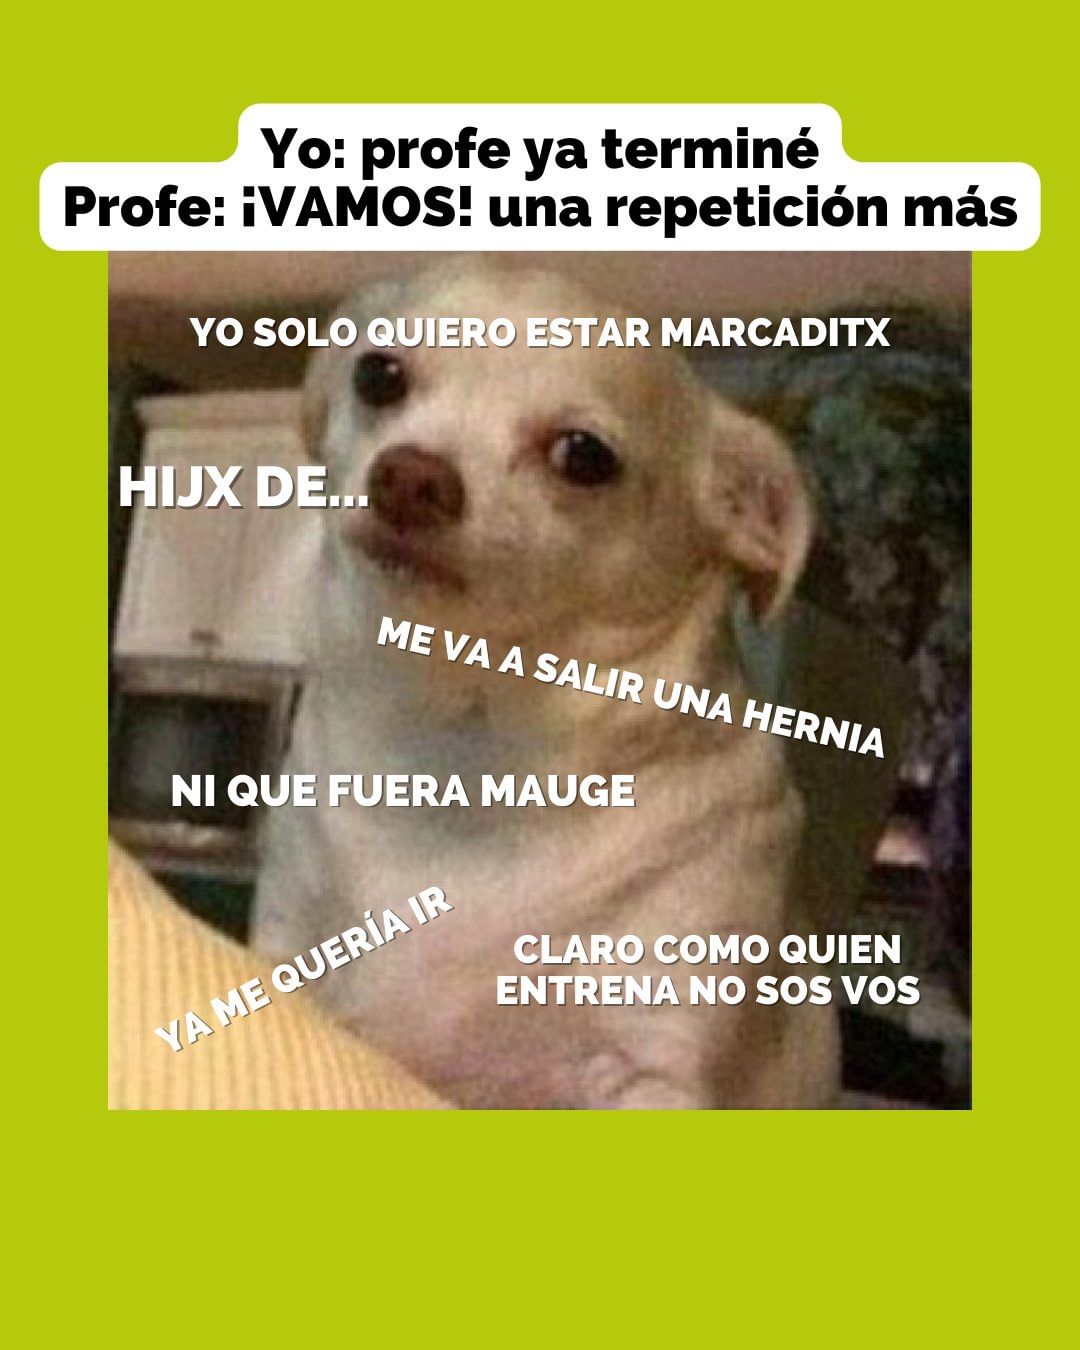 Yo: profe ya terminé
Profe: ¡VAMOS! una repetición más
YO SOLO QUIERO ESTAR MARCADITX
HIJX DE...
ME VA A SALIR UNA HERNIA
NI QUE FUERA MAUGE
YA ME QUERÍA IR
CLARO COMO QUIEN
ENTRENA NO SOS VOS